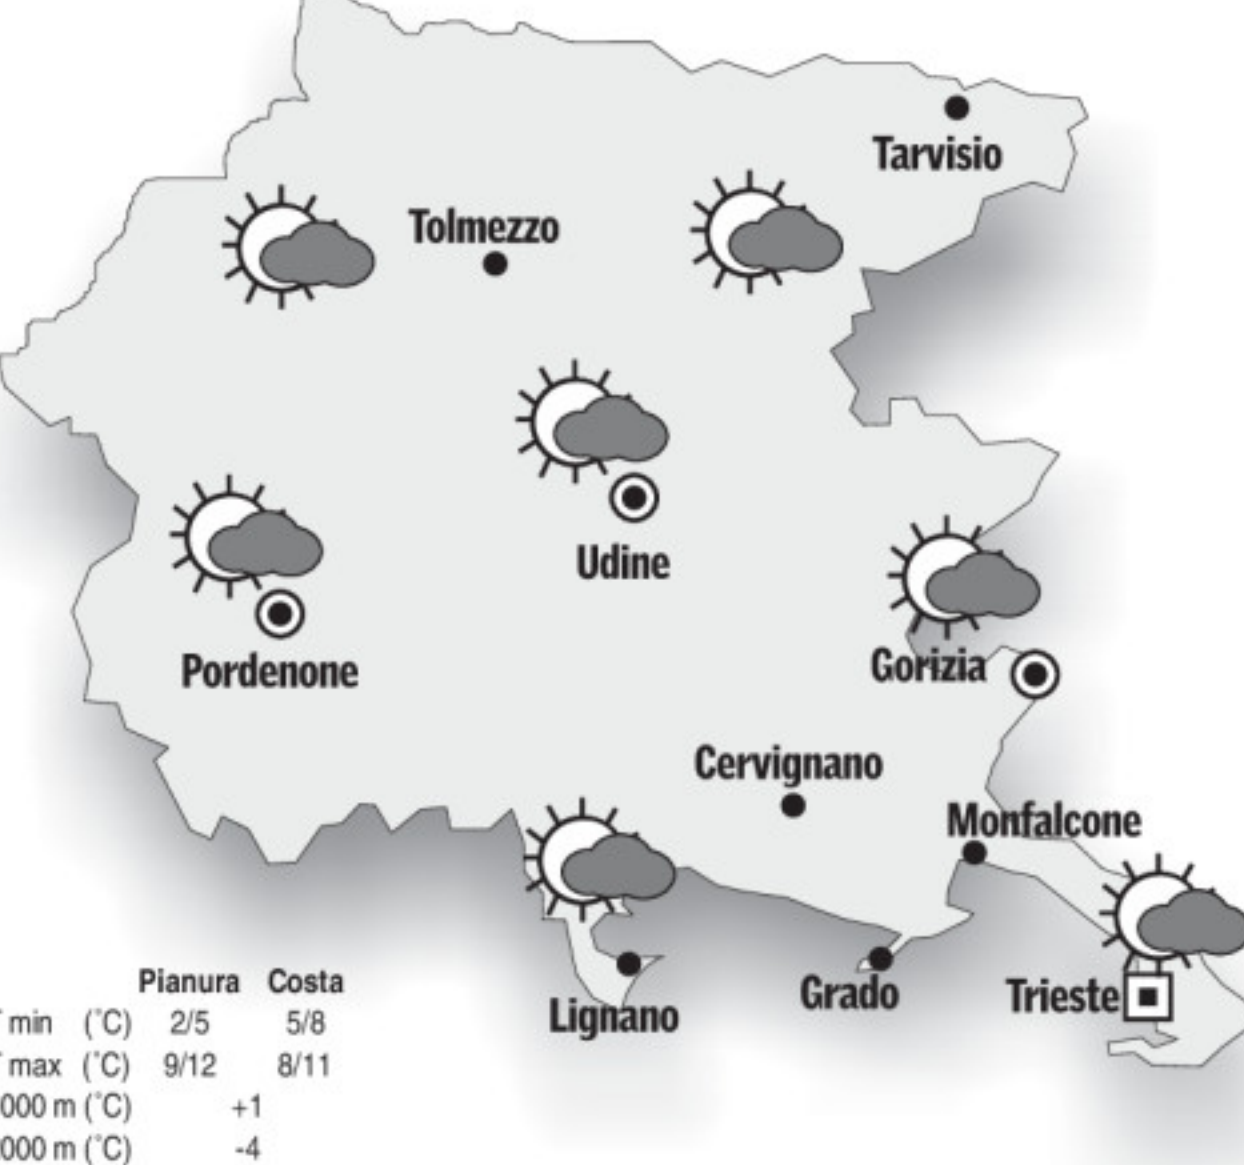 Tarvisio
Tolmezzo
Udine
Pordenone
Gorizia
Cervignano
Monfalcone
Lignano
Grado
Trieste
Pianura Costa
min (°C) 2/5 5/8
max (°C) 9/12 8/11
000 m (°C) +1
000 m (°C) -4